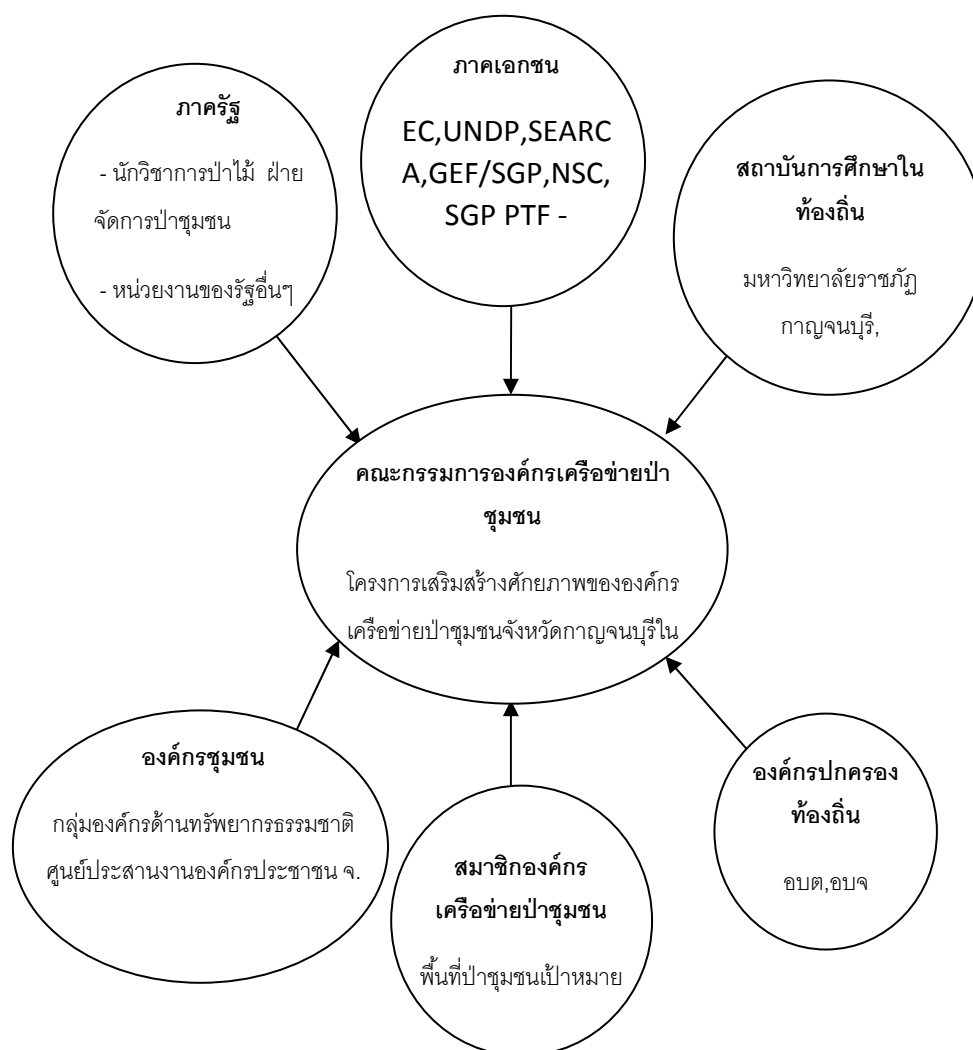 ภาคเอกชน
EC,UNDP,SEARC
A,GEF/SGP,NSC,
SGP PTF -
ภาครัฐ
- นักวิชาการป่าไม้ ฝ่าย
จัดการป่าชุมชน
- หน่วยงานของรัฐอื่นๆ
สถาบันการศึกษาใน
ท้องถิ่น
มหาวิทยาลัยราชภัฏ
กาญจนบุรี,
คณะกรรมการองค์กรเครือข่ายป่า
ชุมชน
โครงการเสริมสร้างศักยภาพขององค์กร
เครือข่ายป่าชุมชนจังหวัดกาญจนบุรีใน
องค์กรชุมชน
กลุ่มองค์กรด้านทรัพยากรธรรมชาติ
ศูนย์ประสานงานองค์กรประชาชน จ.
สมาชิกองค์กร
เครือข่ายป่าชุมชน
พื้นที่ป่าชุมชนเป้าหมาย
องค์กรปกครอง
ท้องถิ่น
อบต,อบจ